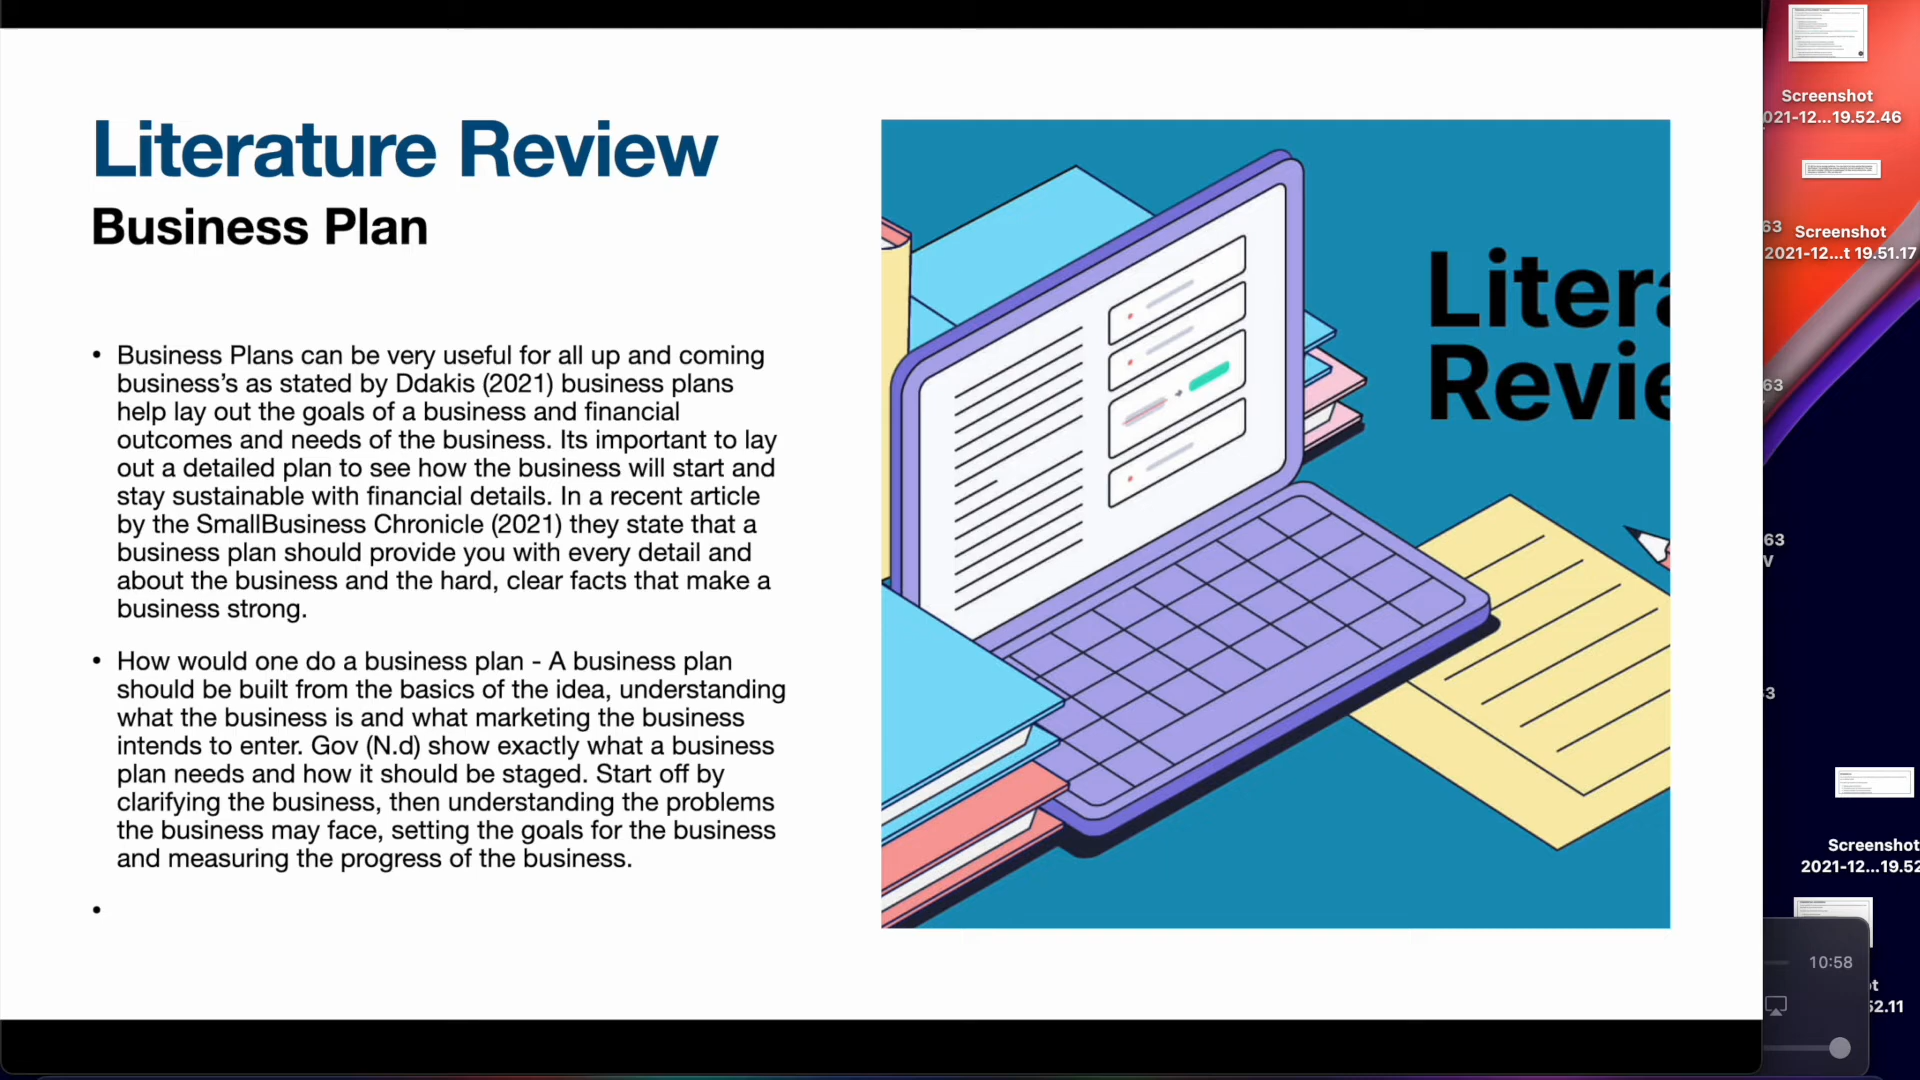 Literature Review
Business Plan
• Business Plans can be very useful for all up and coming
business’s as stated by Ddakis (2021) business plans
help lay out the goals of a business and financial
outcomes and needs of the business. Its important to lay
out a detailed plan to see how the business will start and
stay sustainable with financial details. In a recent article
by the SmallBusiness Chronicle (2021) they state that a
business plan should provide you with every detail and
about the business and the hard, clear facts that make a
business strong.
• How would one do a business plan - A business plan
should be built from the basics of the idea, understanding
what the business is and what marketing the business
intends to enter. Gov (N.d) show exactly what a business
plan needs and how it should be staged. Start off by
clarifying the business, then understanding the problems
the business may face, setting the goals for the business
and measuring the progress of the business.
•
Litera
Revie
Screenshot
021-12...19.52.46
63
Screenshot
2021-12...t 19.51.17
63
63
V
3
Screenshot
2021-12...19.52
10:58
t
52.11